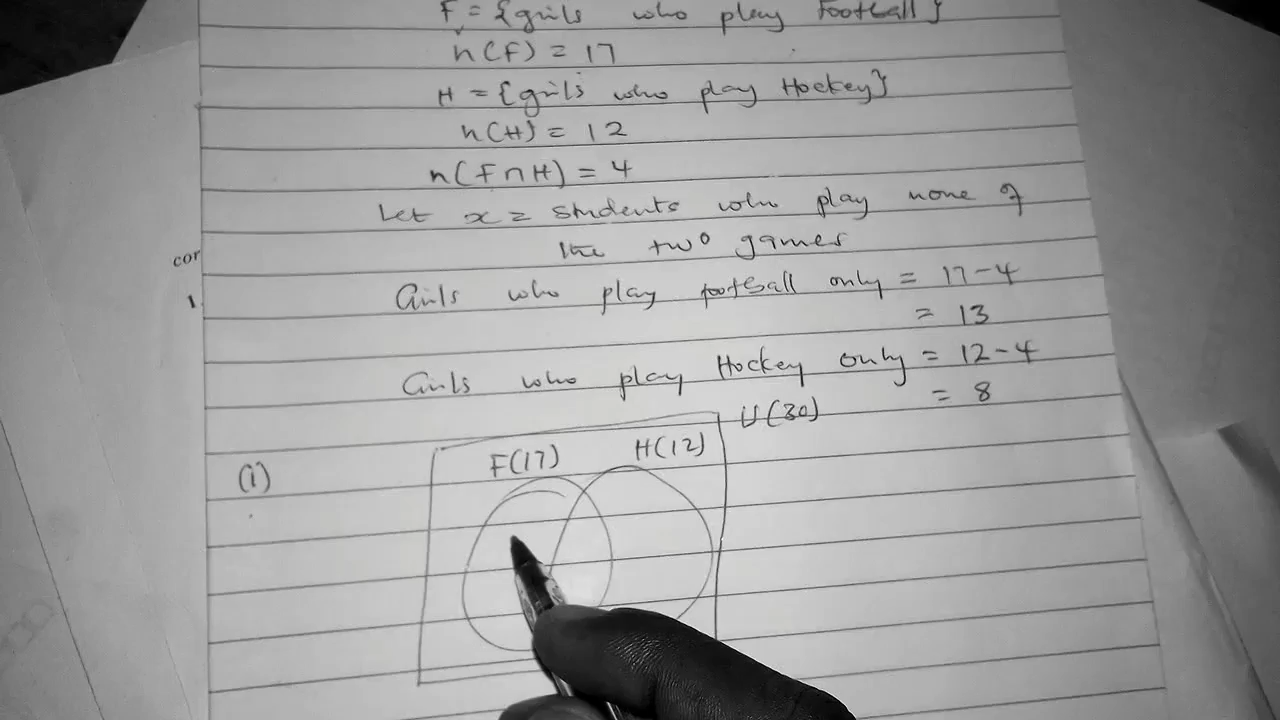 F = {girls who play Football}
n(F) = 17
H = {girls who play Hockey}
n(H) = 12
n(F∩H) = 4
Let x = students who play none of
the two games
cor
Girls who play football only = 17-4
1
= 13
Girls who play Hockey only = 12-4
= 8
U(30)
(i)
F(17) H(12)